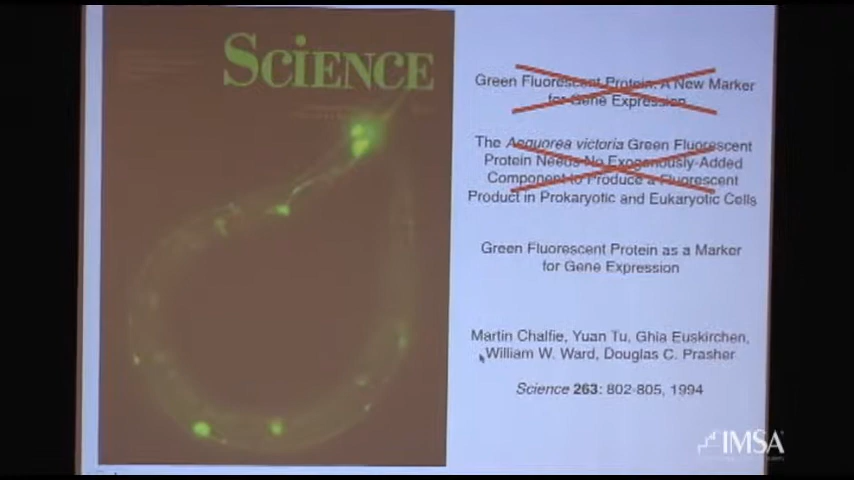 SCIENCE
Green Fluorescent Protein: A New Marker
for Gene Expression
The Aequorea victoria Green Fluorescent
Protein Needs No Exogenously-Added
Component to Produce a Fluorescent
Product in Prokaryotic and Eukaryotic Cells
Green Fluorescent Protein as a Marker
for Gene Expression
Martin Chalfie, Yuan Tu, Ghia Euskirchen,
William W. Ward, Douglas C. Prasher
Science 263: 802-805, 1994
IMSA